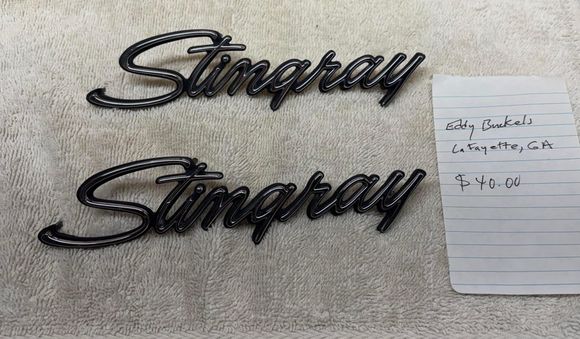 Stingray
Stingray
Eddy Buckels
LaFayette, GA
$40.00